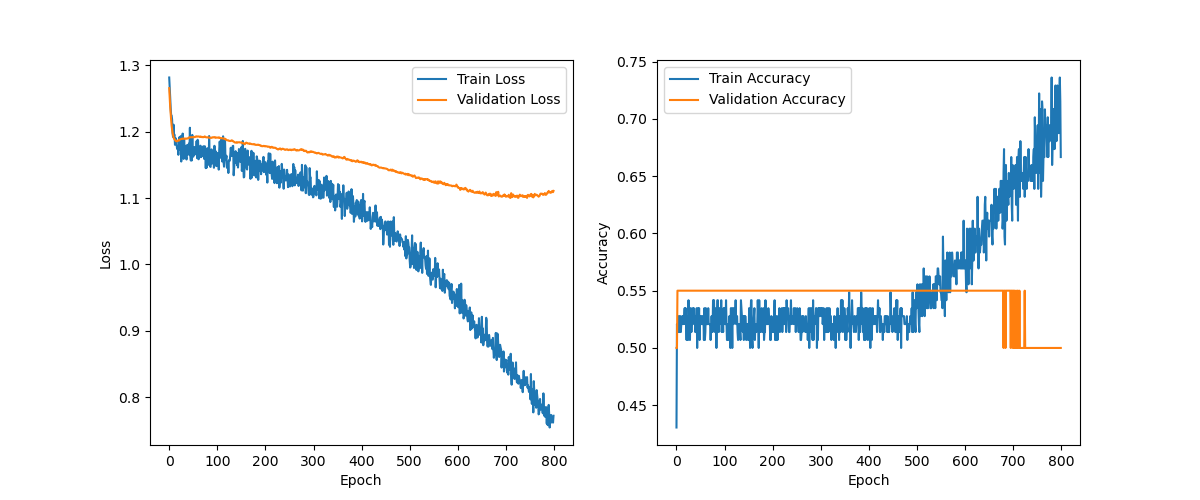 Train Loss
Validation Loss
1.3
1.2
1.1
1.0
0.9
0.8
Loss
0 100 200 300 400 500 600 700 800
Epoch
Train Accuracy
Validation Accuracy
0.75
0.70
0.65
0.60
0.55
0.50
0.45
Accuracy
0 100 200 300 400 500 600 700 800
Epoch